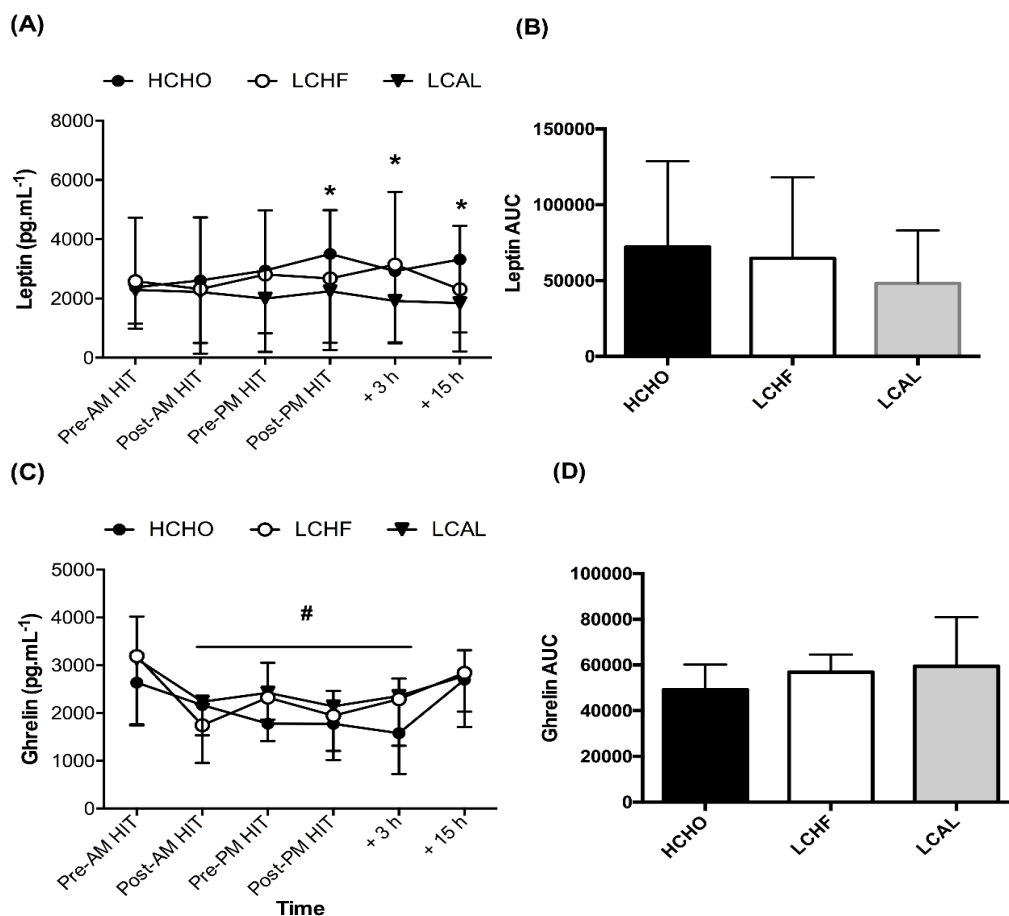 (A)
HCHO LCHF LCAL
8000
6000
4000
2000
0
Leptin (pg.mL⁻¹)
* * *
Pre-AM HIT
Post-AM HIT
Pre-PM HIT
Post-PM HIT
+ 3 h
+ 15 h
(B)
150000
100000
50000
0
Leptin AUC
HCHO
LCHF
LCAL
(C)
HCHO LCHF LCAL
5000
4000
3000
2000
1000
0
Ghrelin (pg.mL⁻¹)
#
Pre-AM HIT
Post-AM HIT
Pre-PM HIT
Post-PM HIT
+ 3 h
+ 15 h
Time
(D)
100000
80000
60000
40000
20000
0
Ghrelin AUC
HCHO
LCHF
LCAL